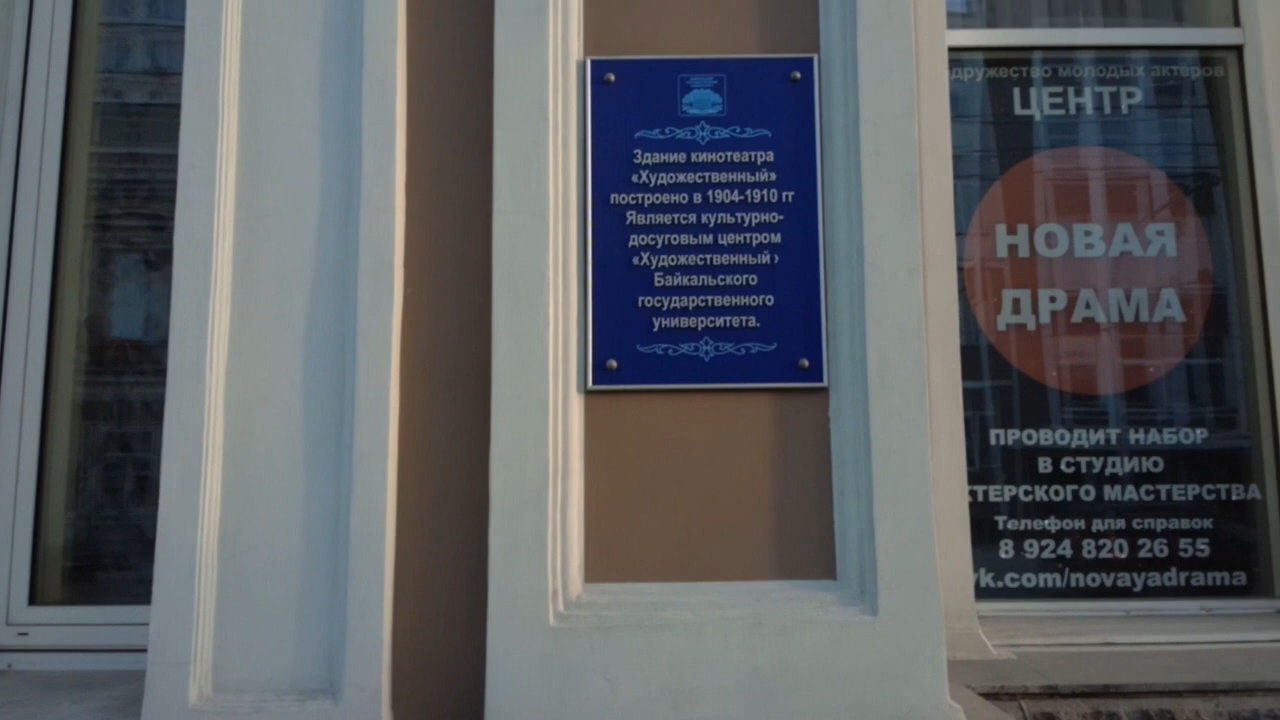 Здание кинотеатра
«Художественный»
построено в 1904-1910 гг
Является культурно-
досуговым центром
«Художественный›
Байкальского
государственного
университета.
дружество молодых актеров
ЦЕНТР
НОВАЯ
ДРАМА
ПРОВОДИТ НАБОР
В СТУДИЮ
КТЕРСКОГО МАСТЕРСТВА
Телефон для справок
8 924 820 26 55
vk.com/novayadrama